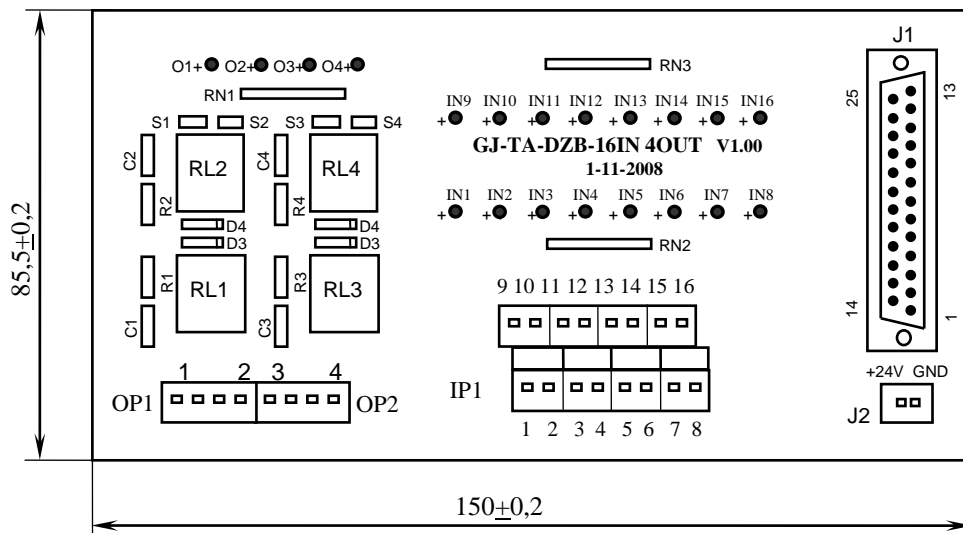 J1
O1+ O2+ O3+ O4+
RN3
RN1
25 13
IN9 IN10 IN11 IN12 IN13 IN14 IN15 IN16
+ + + + + + + +
S1 S2 S3 S4
GJ-TA-DZB-16IN 4OUT V1.00
1-11-2008
C2 RL2 C4 RL4
R2 R4
IN1 IN2 IN3 IN4 IN5 IN6 IN7 IN8
+ + + + + + + +
D4 D4
D3 D3
RN2
85,5±0,2
R1 RL1 R3 RL3
9 10 11 12 13 14 15 16
C1 C3
14 1
1 2 3 4
+24V GND
OP1 OP2
IP1
J2
1 2 3 4 5 6 7 8
150±0,2